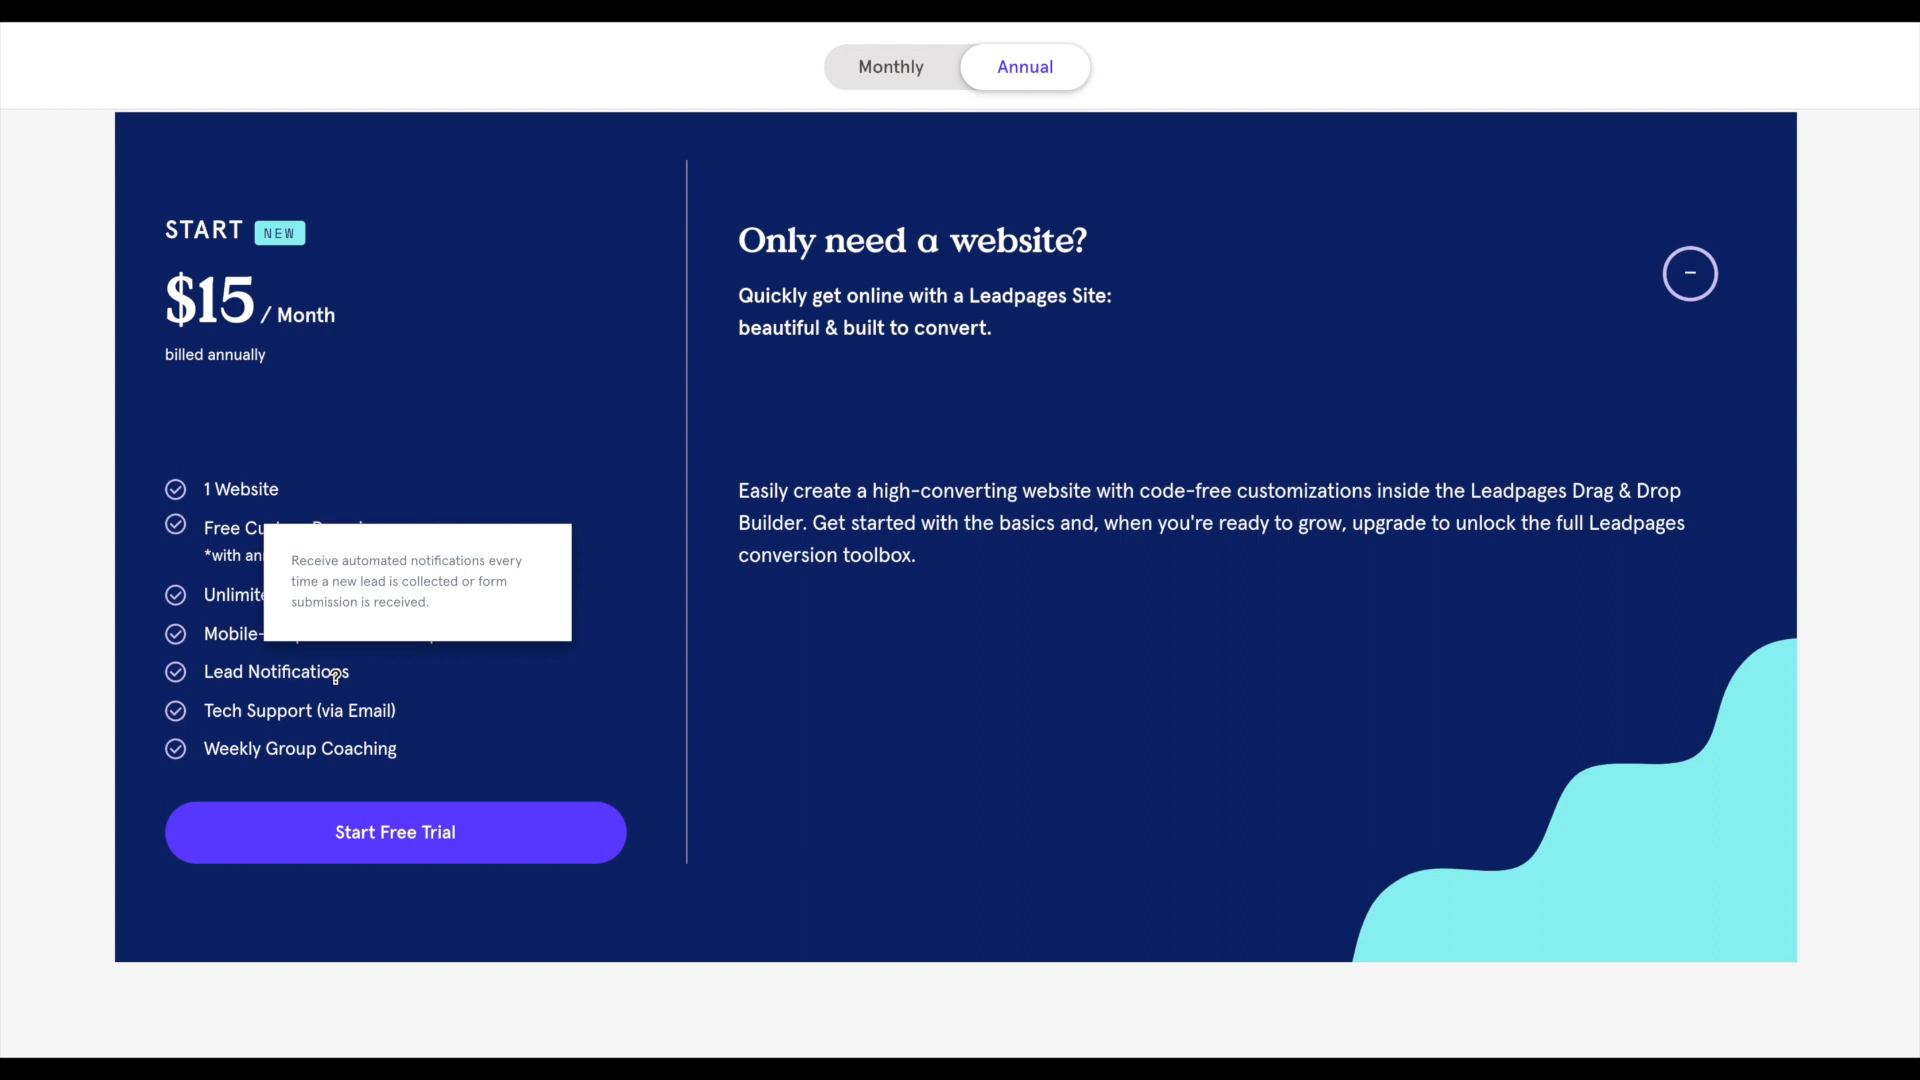 Monthly
Annual
START NEW
$15 / Month
billed annually
1 Website
Free
*with
Mobile-
Receive automated notifications every
time a new lead is collected or form
submission is received.
Lead Notifications
Tech Support (via Email)
Weekly Group Coaching
Start Free Trial
Only need a website?
Quickly get online with a Leadpages Site:
beautiful & built to convert.
Easily create a high-converting website with code-free customizations inside the Leadpages Drag & Drop
Builder. Get started with the basics and, when you're ready to grow, upgrade to unlock the full Leadpages
conversion toolbox.